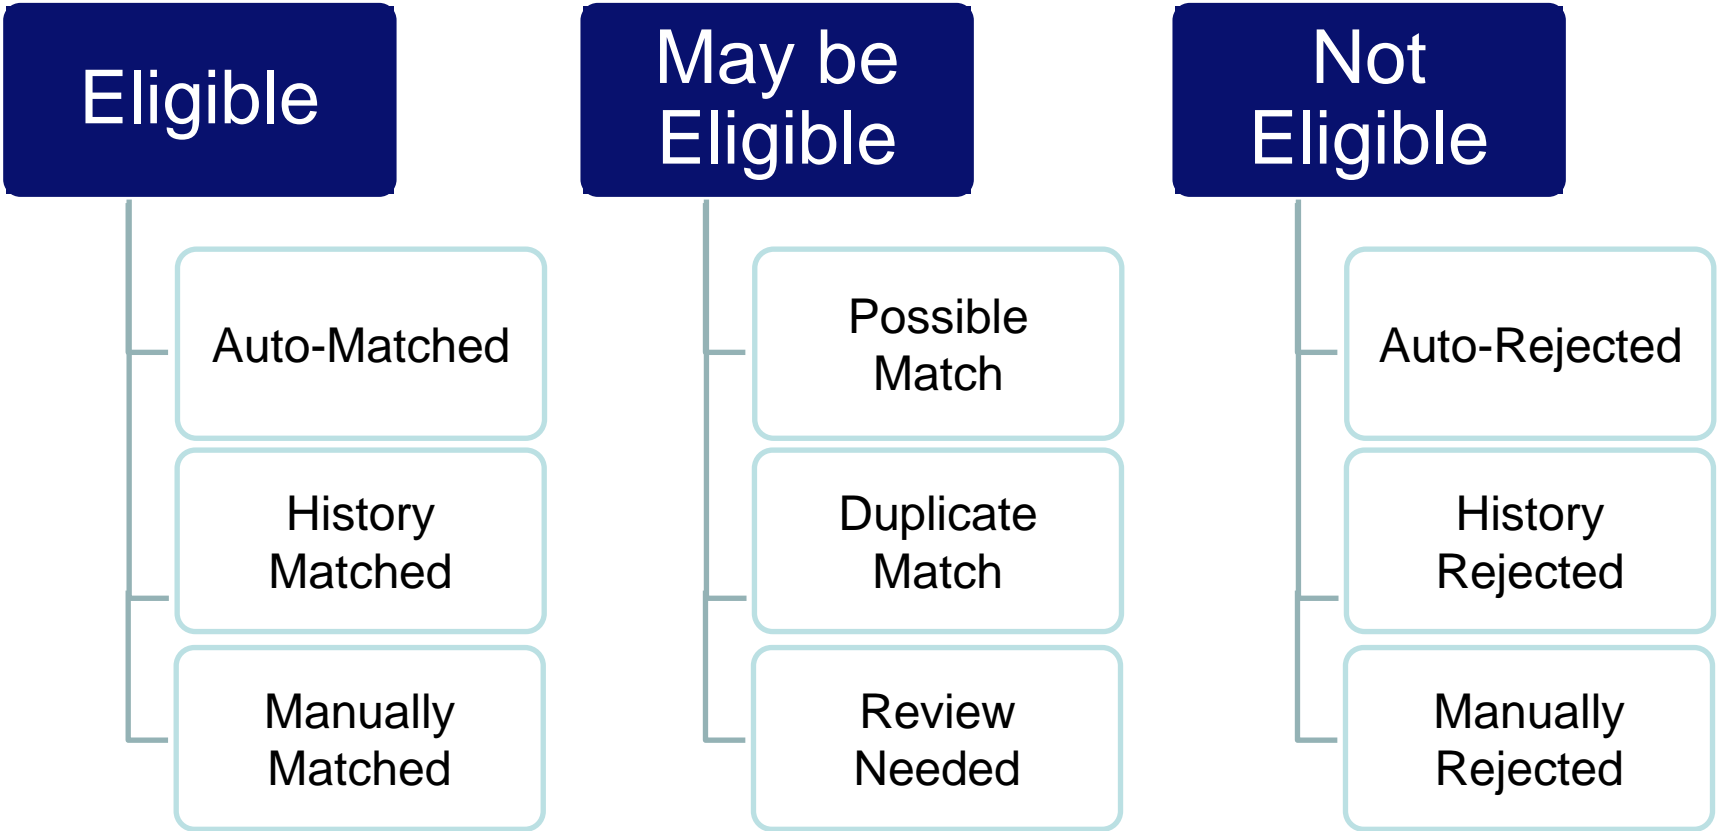 Eligible
Auto-Matched
History
Matched
Manually
Matched
May be
Eligible
Possible
Match
Duplicate
Match
Review
Needed
Not
Eligible
Auto-Rejected
History
Rejected
Manually
Rejected